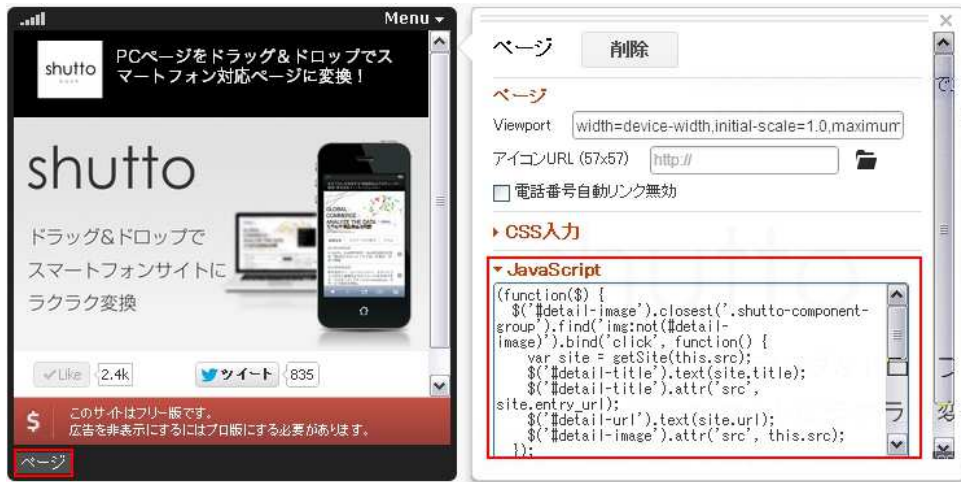 Menu
shutto
PCページをドラッグ&ドロップでス
マートフォン対応ページに変換！
shutto
ドラッグ&ドロップで
スマートフォンサイトに
ラクラク変換
Like 2.4k ツイート 835
$ このサイトはフリー版です。
広告を非表示にするにはプロ版にする必要があります。
ページ
ページ 削除
ページ
Viewport width=device-width,initial-scale=1.0,maximum
アイコンURL (57x57) http://
電話番号自動リンク無効
CSS入力
JavaScript
(function($) {
$('#detail-image').closest('.shutto-component-
group').find('img:not(#detail-
image)').bind('click', function() {
var site = getSite(this.src);
$('#detail-title').text(site.title);
$('#detail-title').attr('src',
site.entry_url);
$('#detail-url').text(site.url);
$('#detail-image').attr('src', this.src);
});